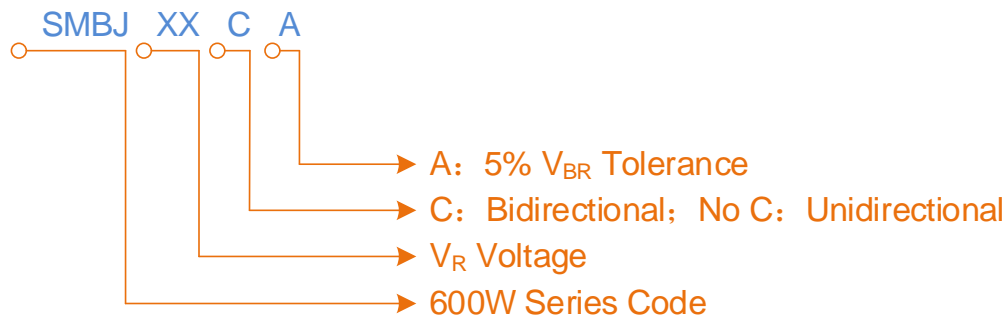 SMBJ XX C A
A：5% VBR Tolerance
C：Bidirectional；No C：Unidirectional
VR Voltage
600W Series Code